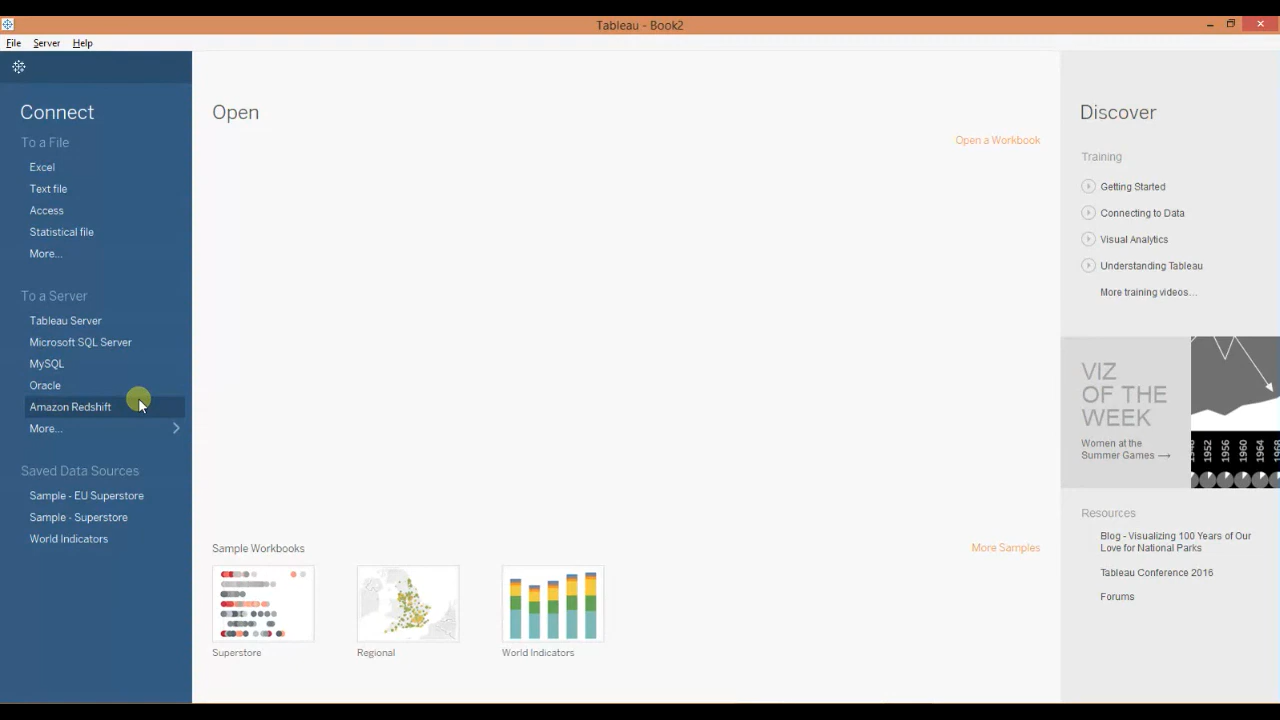 Tableau - Book2
File Server Help
Connect
To a File
Excel
Text file
Access
Statistical file
More...
To a Server
Tableau Server
Microsoft SQL Server
MySQL
Oracle
Amazon Redshift
More...
Saved Data Sources
Sample - EU Superstore
Sample - Superstore
World Indicators
Open
Open a Workbook
Sample Workbooks
More Samples
Superstore
Regional
World Indicators
Discover
Training
Getting Started
Connecting to Data
Visual Analytics
Understanding Tableau
More training videos...
VIZ
OF THE
WEEK
Women at the
Summer Games →
1952
1956
1960
1964
Resources
Blog - Visualizing 100 Years of Our
Love for National Parks
Tableau Conference 2016
Forums